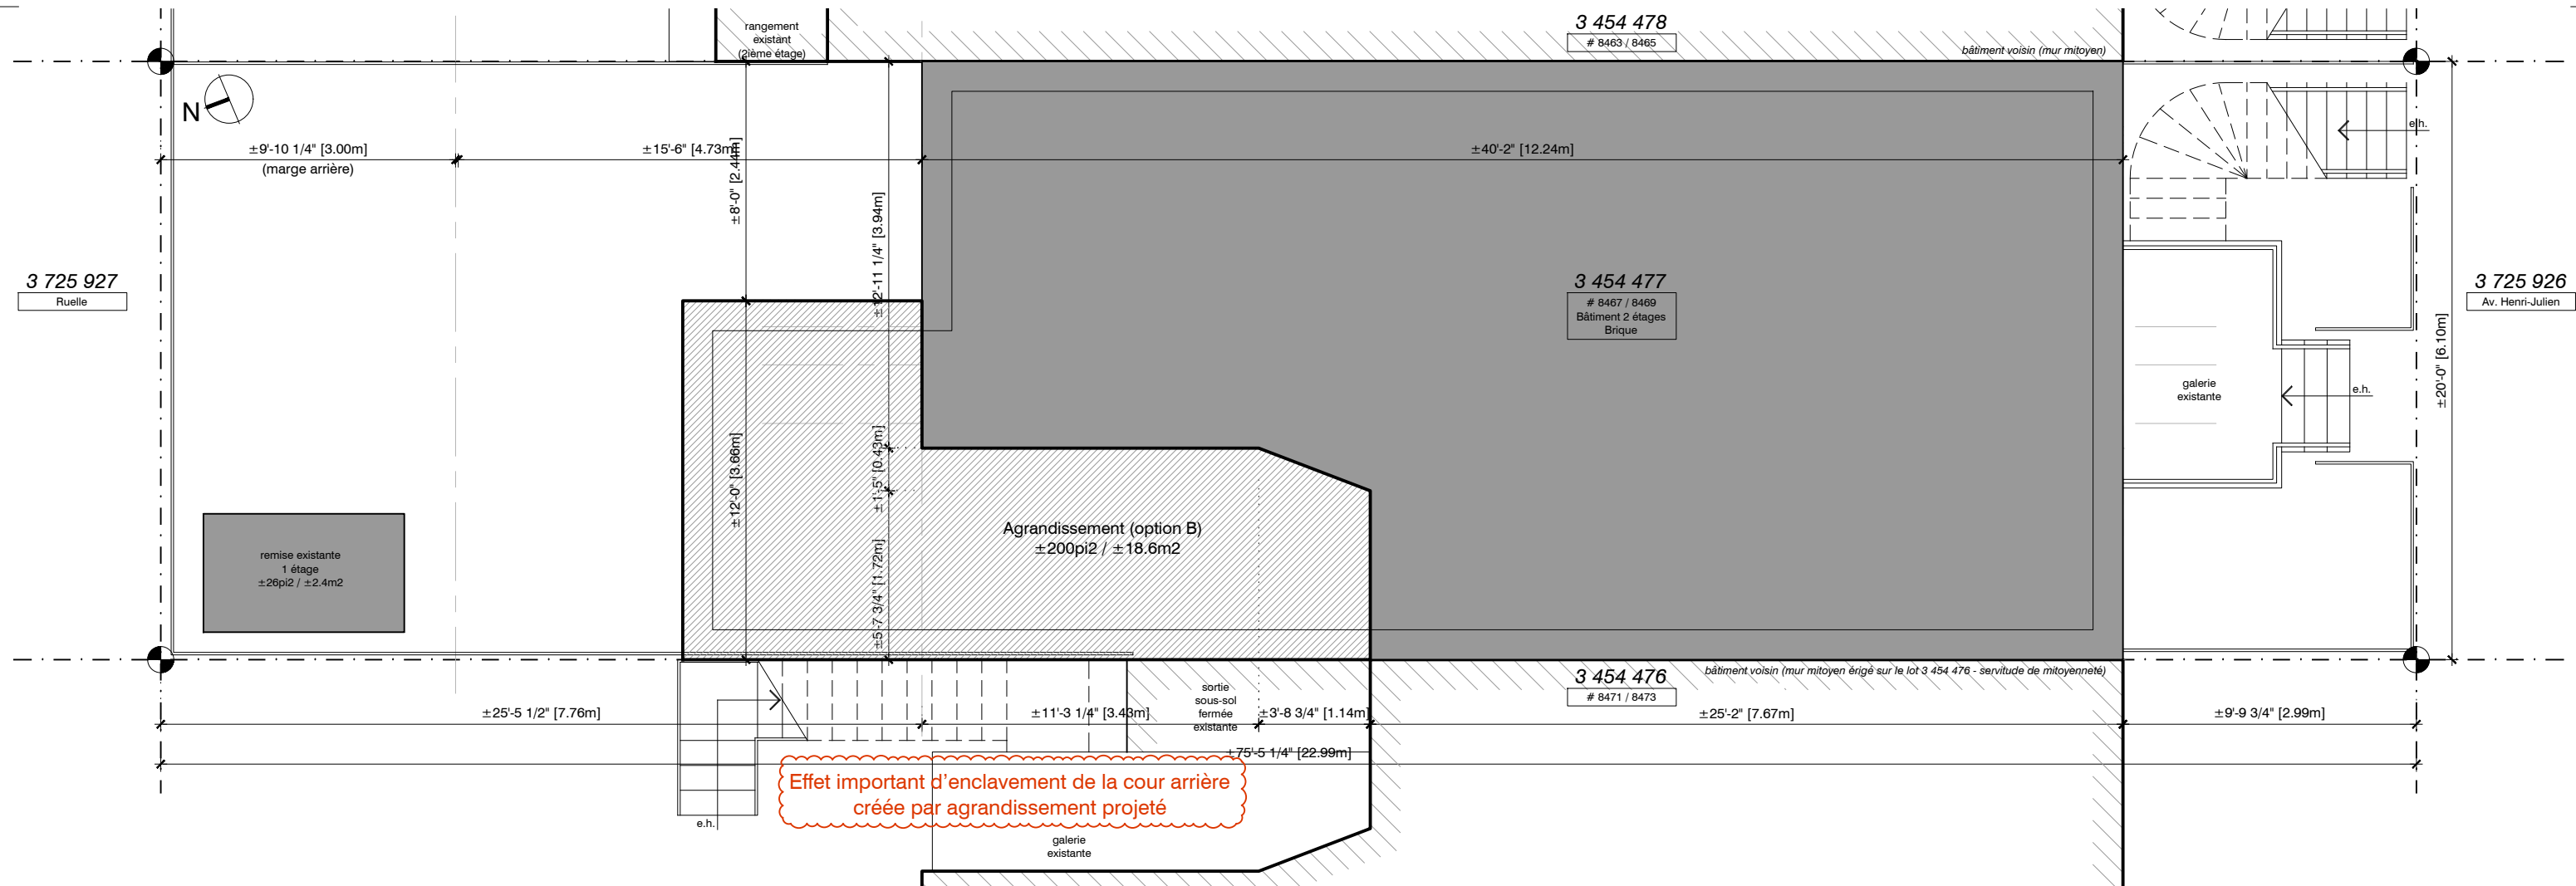 rangement
existant
(2ième étage)
3 454 478
# 8463 / 8465
bâtiment voisin (mur mitoyen)
N
±9'-10 1/4" [3.00m]
(marge arrière)
±15'-6" [4.73m]
±8'-0" [2.44m]
±12'-11 1/4" [3.94m]
±40'-2" [12.24m]
e.h.
3 725 927
Ruelle
3 454 477
# 8467 / 8469
Bâtiment 2 étages
Brique
3 725 926
Av. Henri-Julien
±20'-0" [6.10m]
galerie
existante
e.h.
±12'-0" [3.66m]
±1'-5" [0.43m]
±5'-7 3/4" [1.72m]
Agrandissement (option B)
±200pi2 / ±18.6m2
remise existante
1 étage
±26pi2 / ±2.4m2
3 454 476
# 8471 / 8473
bâtiment voisin (mur mitoyen érigé sur le lot 3 454 476 - servitude de mitoyenneté)
sortie
sous-sol
fermée
existante
±25'-5 1/2" [7.76m]
±11'-3 1/4" [3.43m]
±3'-8 3/4" [1.14m]
±25'-2" [7.67m]
±9'-9 3/4" [2.99m]
±75'-5 1/4" [22.99m]
Effet important d'enclavement de la cour arrière
créée par agrandissement projeté
e.h.
galerie
existante